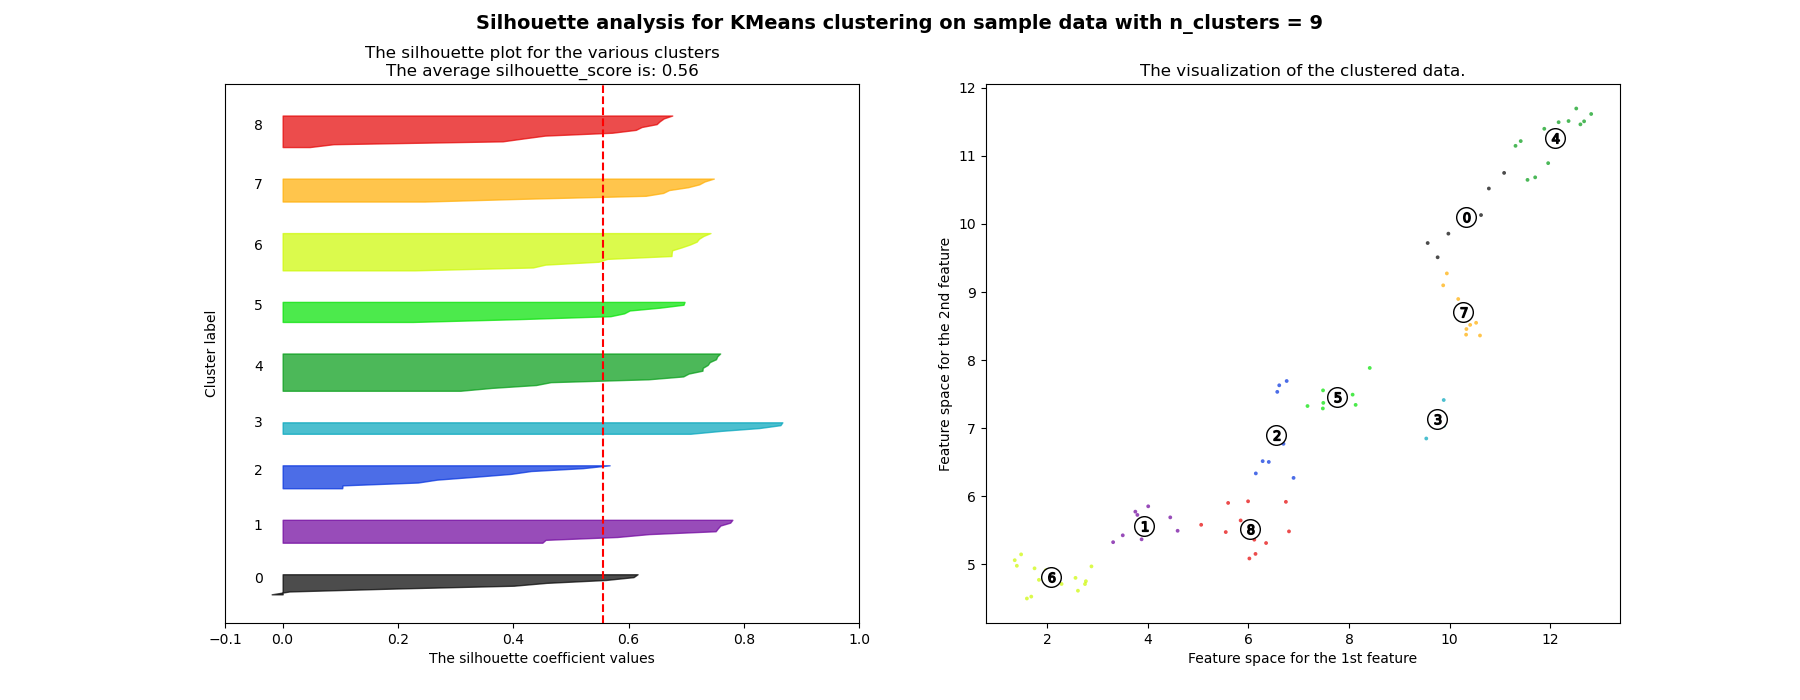 Silhouette analysis for KMeans clustering on sample data with n_clusters = 9
The silhouette plot for the various clusters
The average silhouette_score is: 0.56
8
7
6
5
4
3
2
1
0
Cluster label
−0.1 0.0 0.2 0.4 0.6 0.8 1.0
The silhouette coefficient values
The visualization of the clustered data.
12
11
10
9
8
7
6
5
Feature space for the 2nd feature
4
0
7
5
3
2
1
8
6
2 4 6 8 10 12
Feature space for the 1st feature